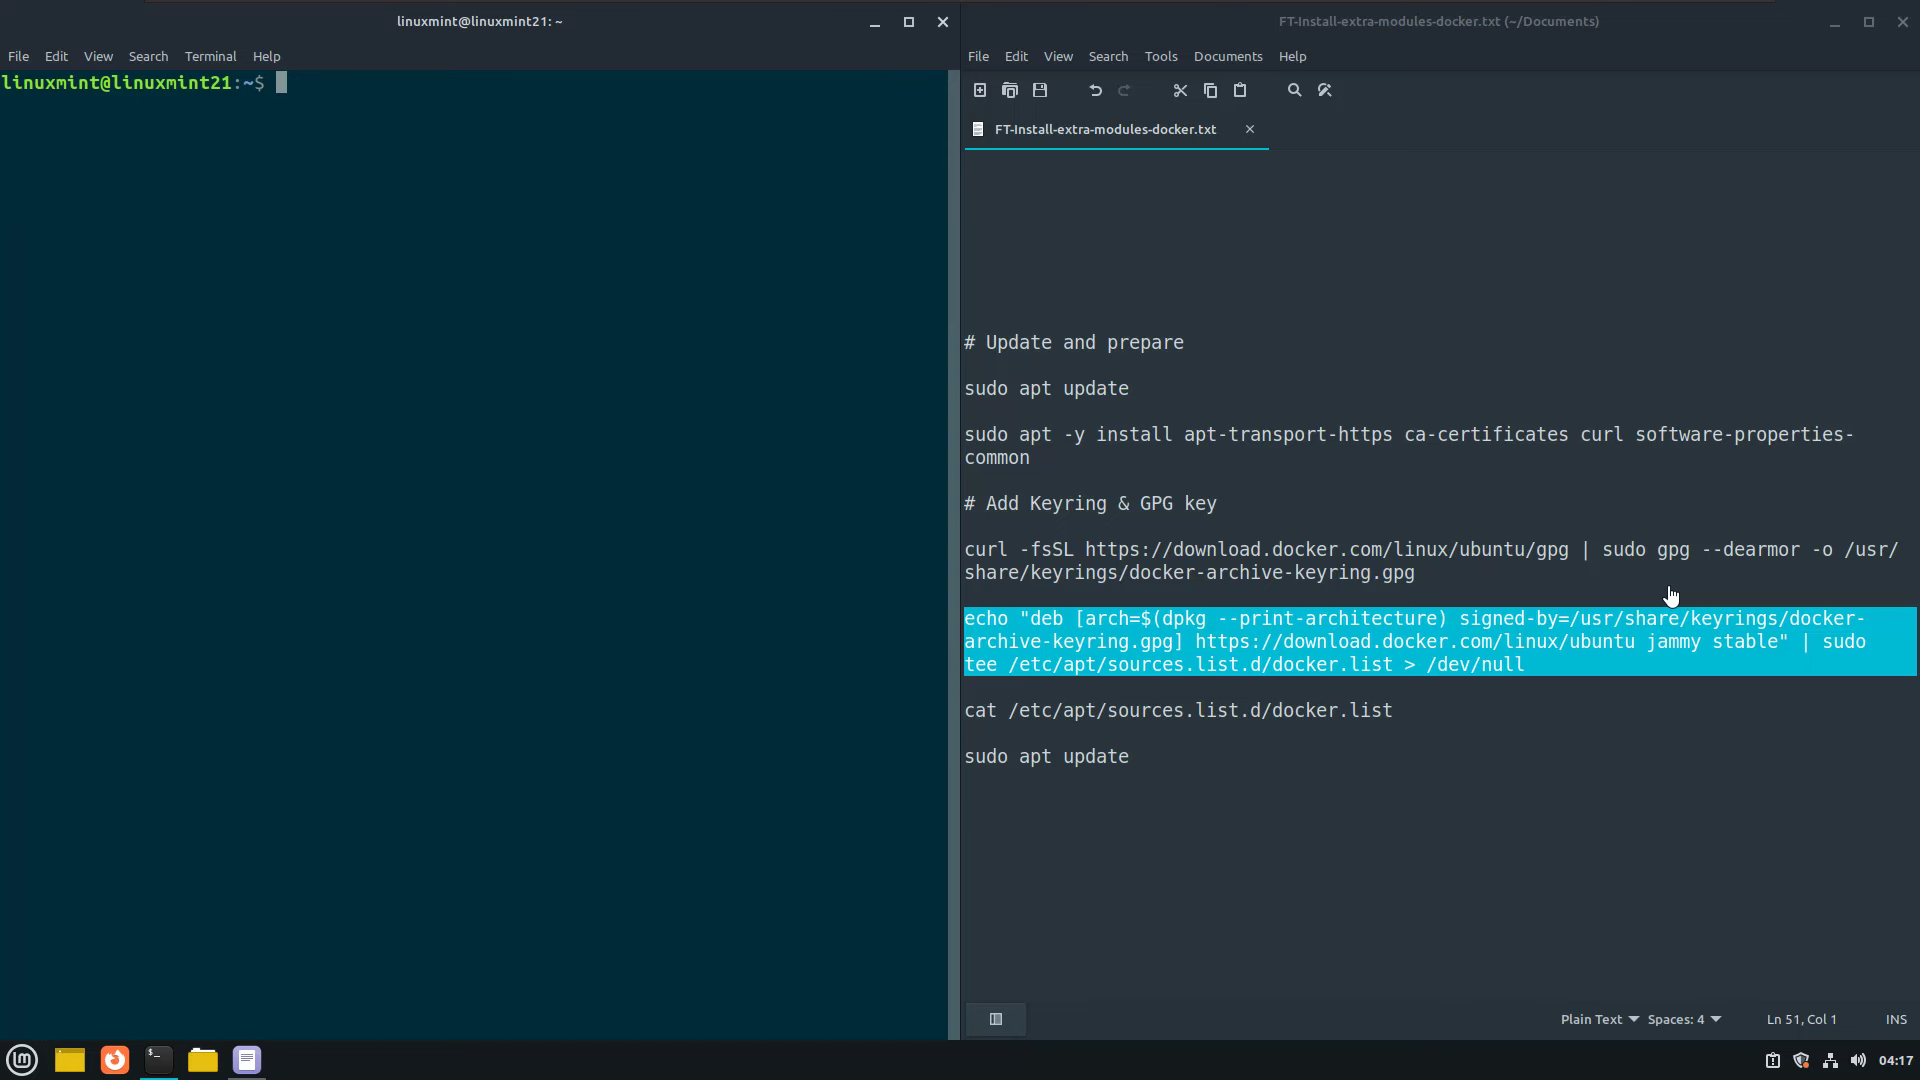 linuxmint@linuxmint21: ~
File Edit View Search Terminal Help
linuxmint@linuxmint21:~$
FT-Install-extra-modules-docker.txt (~/Documents)
File Edit View Search Tools Documents Help
FT-Install-extra-modules-docker.txt
# Update and prepare
sudo apt update
sudo apt -y install apt-transport-https ca-certificates curl software-properties-
common
# Add Keyring & GPG key
curl -fsSL https://download.docker.com/linux/ubuntu/gpg | sudo gpg --dearmor -o /usr/
share/keyrings/docker-archive-keyring.gpg
echo "deb [arch=$(dpkg --print-architecture) signed-by=/usr/share/keyrings/docker-
archive-keyring.gpg] https://download.docker.com/linux/ubuntu jammy stable" | sudo
tee /etc/apt/sources.list.d/docker.list > /dev/null
cat /etc/apt/sources.list.d/docker.list
sudo apt update
Plain Text Spaces: 4 Ln 51, Col 1 INS
04:17